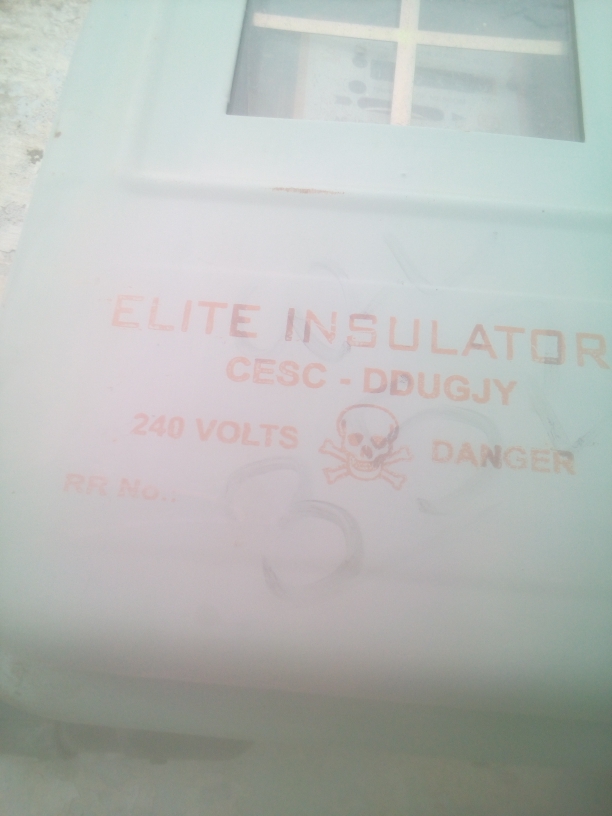 ELITE INSULATOR
CESC - DDUGJY
240 VOLTS DANGER
RR No.: